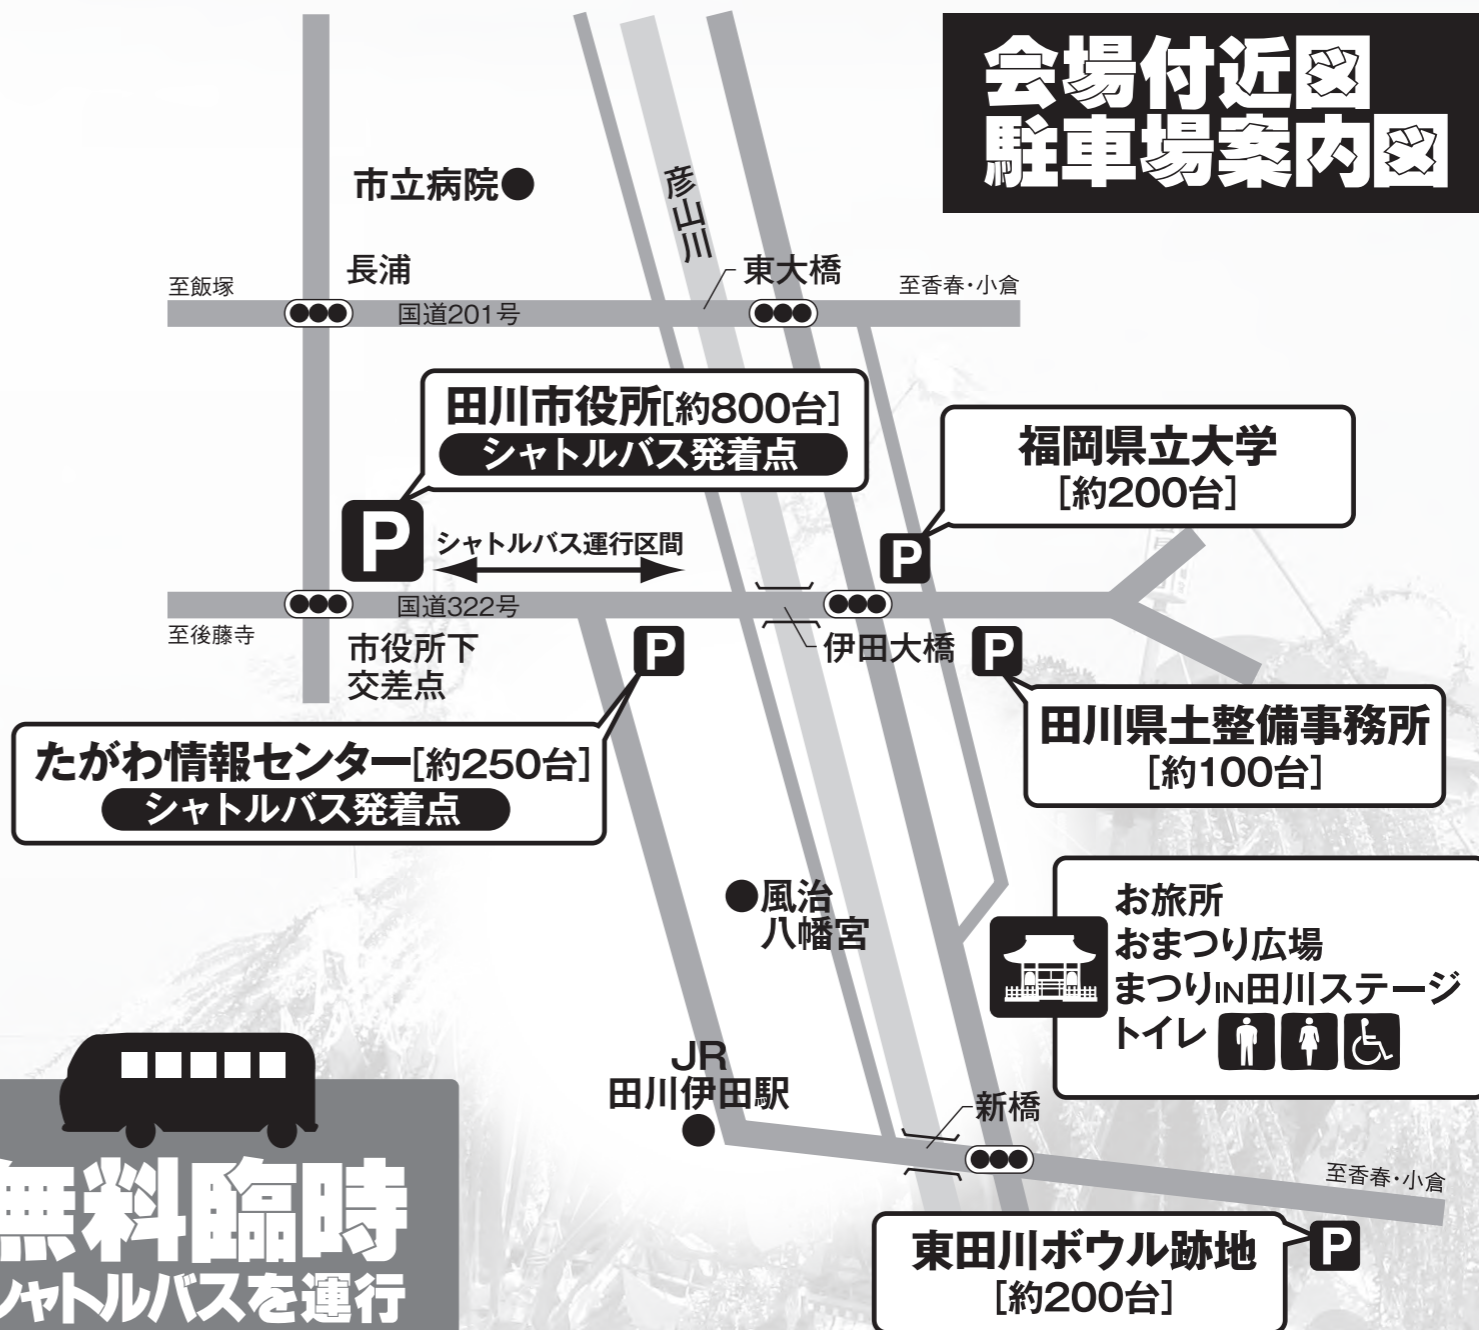 会場付近図
駐車場案内図
市立病院
彦山川
長浦
東大橋
至飯塚
国道201号
至香春・小倉
田川市役所[約800台]
シャトルバス発着点
福岡県立大学
[約200台]
P
シャトルバス運行区間
P
国道322号
至後藤寺
市役所下
交差点
P
伊田大橋
P
たがわ情報センター[約250台]
シャトルバス発着点
田川県土整備事務所
[約100台]
風治
八幡宮
お旅所
おまつり広場
まつりIN田川ステージ
トイレ
JR
田川伊田駅
新橋
至香春・小倉
無料臨時
シャトルバスを運行
東田川ボウル跡地
[約200台]
P